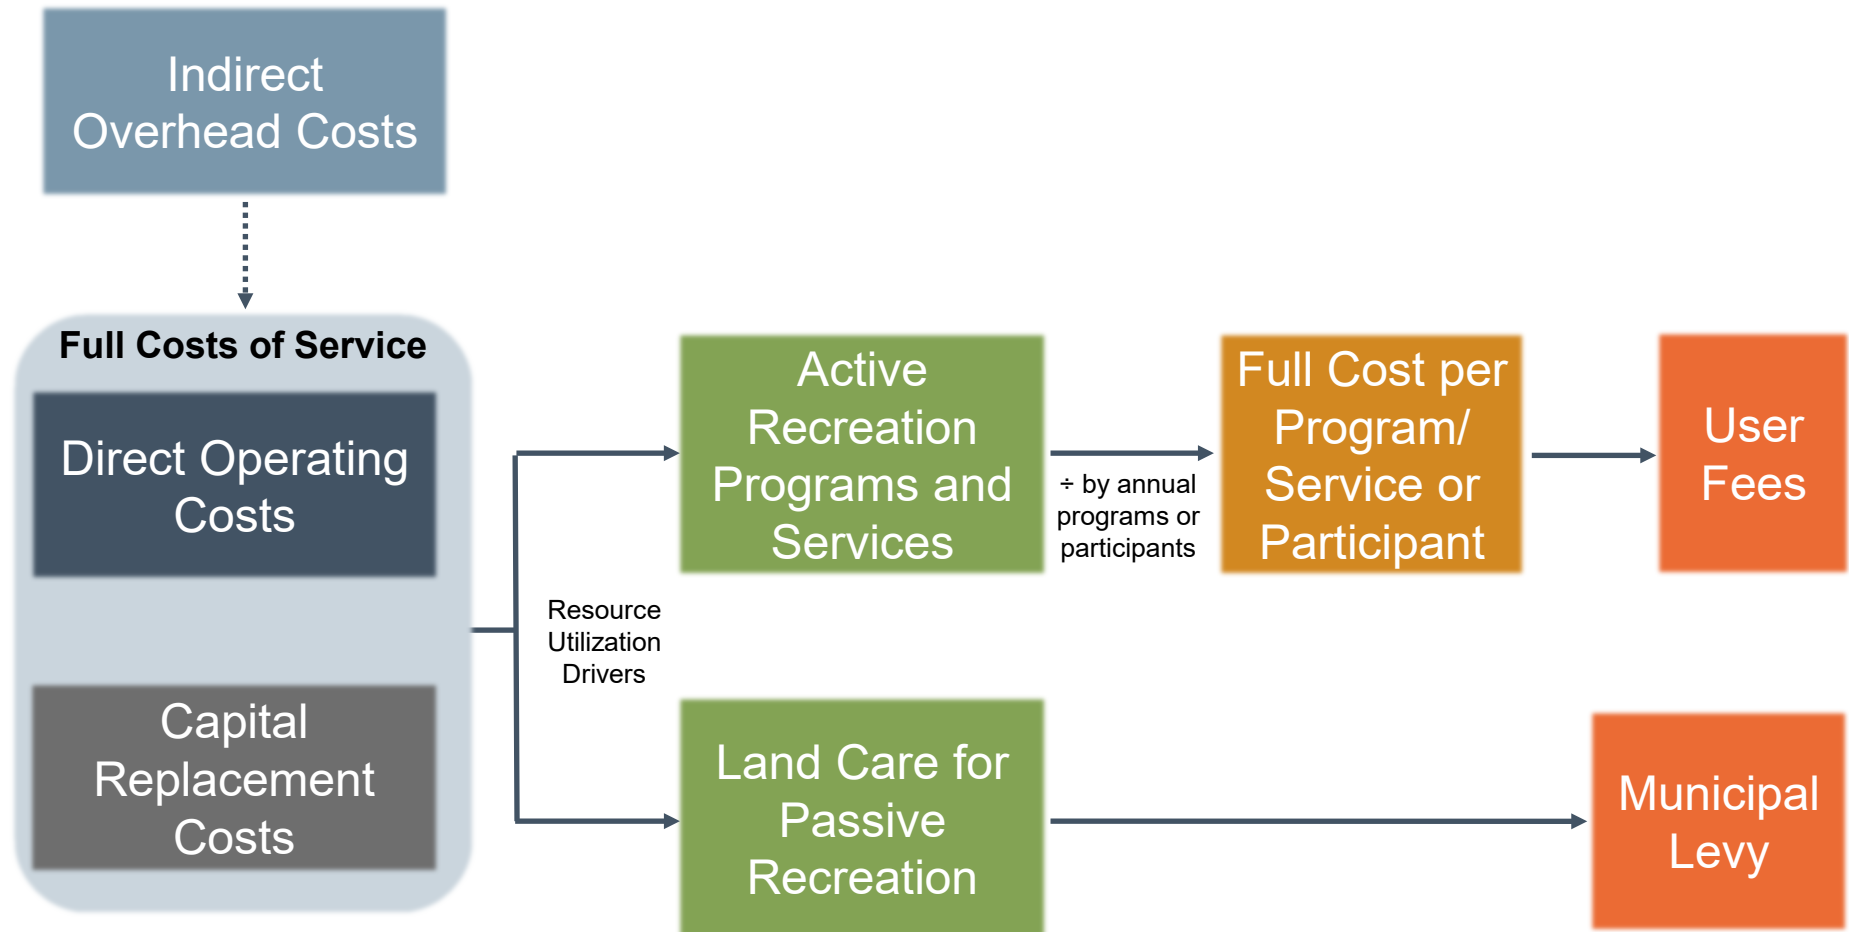 Indirect
Overhead Costs
Full Costs of Service
Direct Operating
Costs
Capital
Replacement
Costs
Resource
Utilization
Drivers
Active
Recreation
Programs and
Services
÷ by annual
programs or
participants
Full Cost per
Program/
Service or
Participant
User
Fees
Land Care for
Passive
Recreation
Municipal
Levy